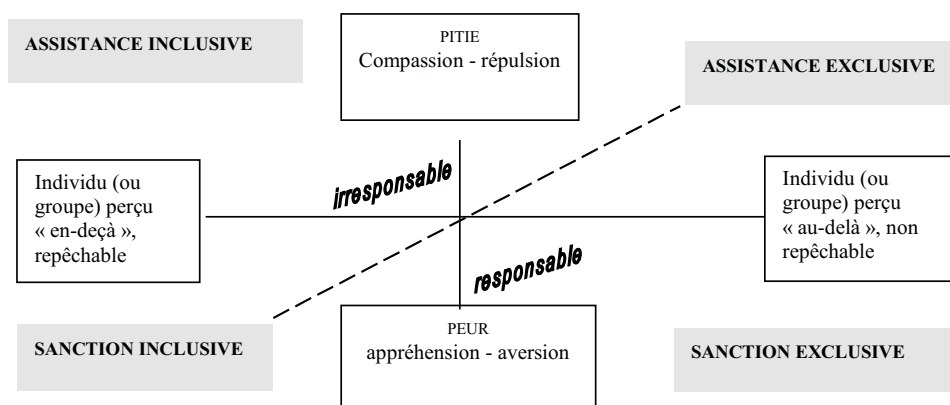 ASSISTANCE INCLUSIVE
PITIE
Compassion - répulsion
ASSISTANCE EXCLUSIVE
Individu (ou
groupe) perçu
« en-deçà »,
repêchable
irresponsable
Individu (ou
groupe) perçu
« au-delà », non
repêchable
responsable
SANCTION INCLUSIVE
PEUR
appréhension - aversion
SANCTION EXCLUSIVE